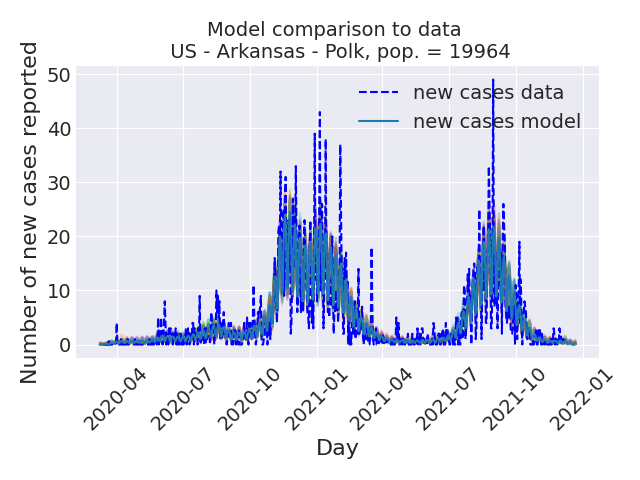 Model comparison to data
US - Arkansas - Polk, pop. = 19964
Number of new cases reported
50
40
30
20
10
0
new cases data
new cases model
2020-04
2020-07
2020-10
2021-01
2021-04
2021-07
2021-10
2022-01
Day